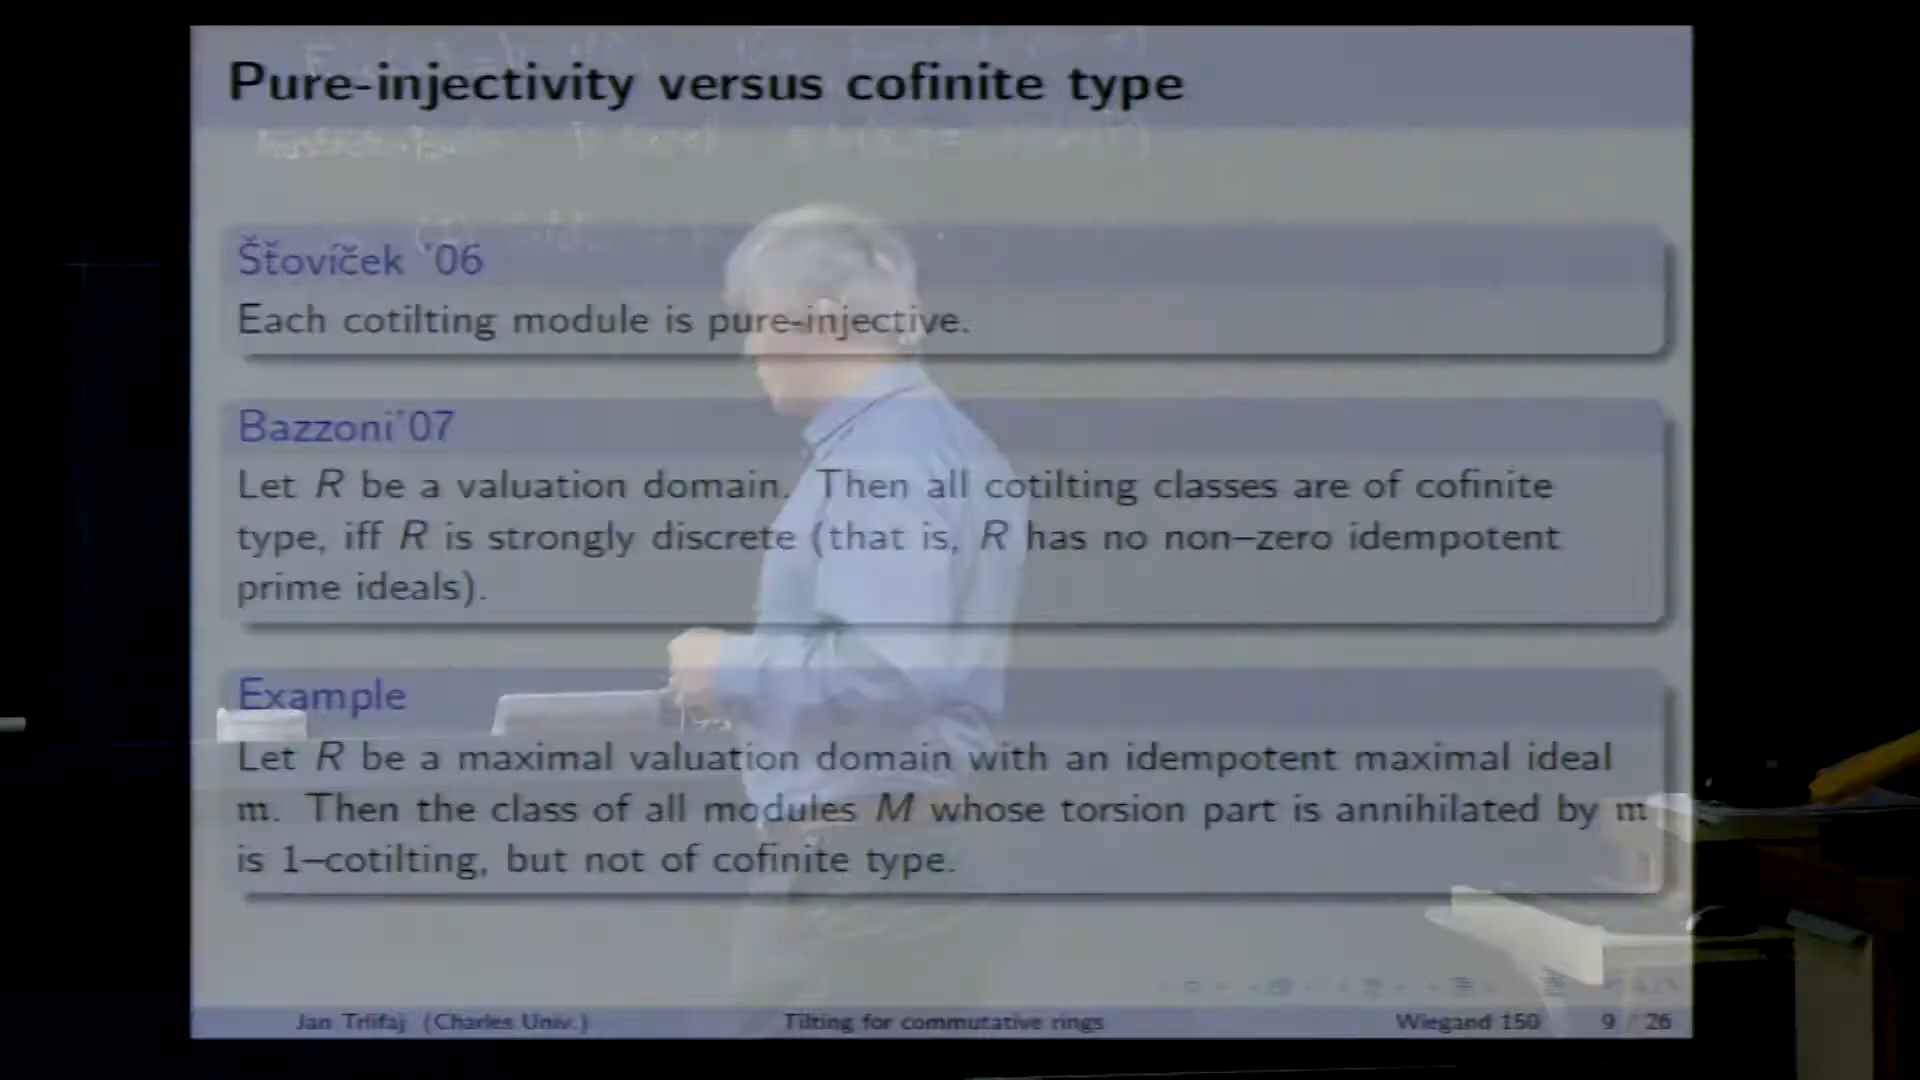 Pure-injectivity versus cofinite type
Šťovíček '06
Each cotilting module is pure-injective.
Bazzoni'07
Let R be a valuation domain. Then all cotilting classes are of cofinite
type, iff R is strongly discrete (that is, R has no non–zero idempotent
prime ideals).
Example
Let R be a maximal valuation domain with an idempotent maximal ideal
m. Then the class of all modules M whose torsion part is annihilated by m
is 1–cotilting, but not of cofinite type.
Jan Trlifaj (Charles Univ.) Tilting for commutative rings Wiegand 150 9 / 26